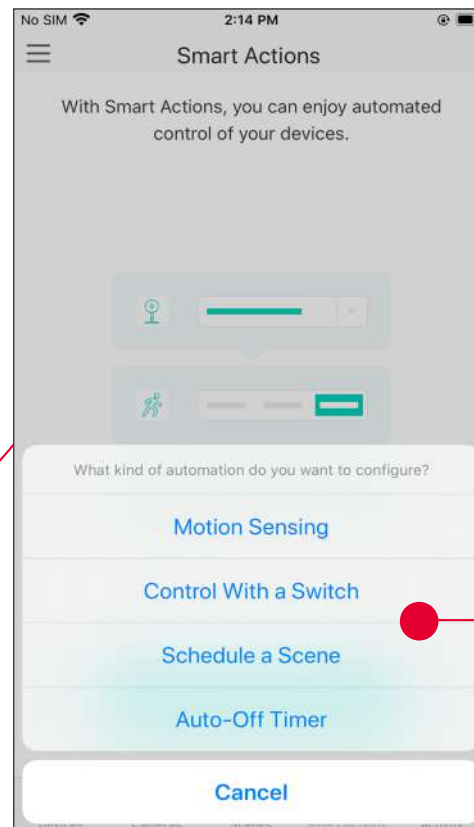 No SIM
2:14 PM
Smart Actions
With Smart Actions, you can enjoy automated
control of your devices.
What kind of automation do you want to configure?
Motion Sensing
Control With a Switch
Schedule a Scene
Auto-Off Timer
Cancel